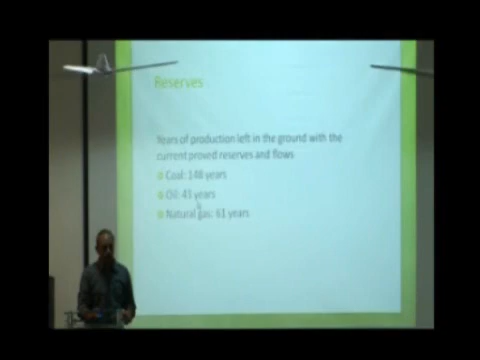 Reserves
Years of production left in the ground with the
current proved reserves and flows
Coal: 148 years
Oil: 41 years
Natural gas: 61 years